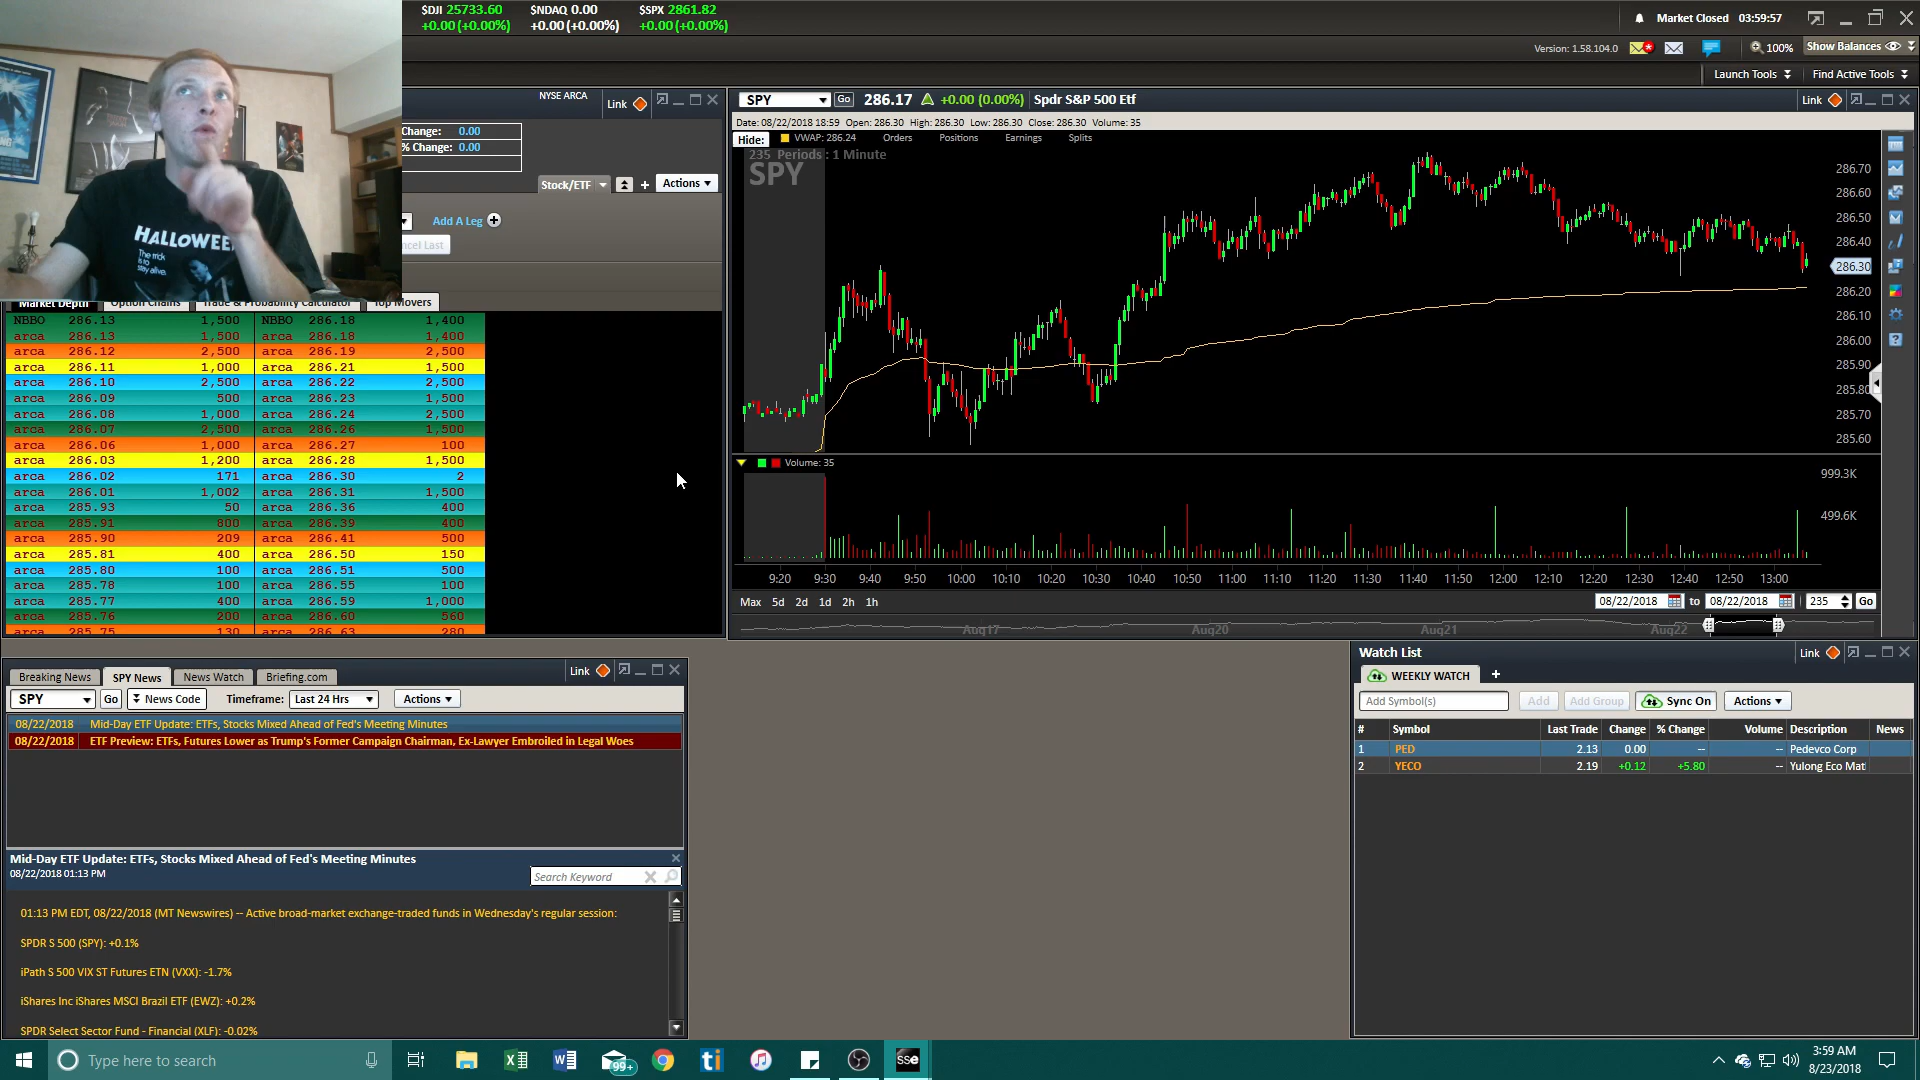 $DJI 25733.60
+0.00 (+0.00%)
$NDAQ 0.00
+0.00 (+0.00%)
$SPX 2861.82
+0.00 (+0.00%)
Market Closed 03:59:57
Version: 1.58.104.0
100%
Show Balances
Launch Tools
Find Active Tools
NYSE ARCA
Link
Change: 0.00
% Change: 0.00
Stock/ETF
Actions
Add A Leg
HALLOWEEN
The trick
is to
stay alive.
Market Depth
Option Chains
Trade & Probability Calculator
Top Movers
NBBO 286.13 1,500 NBBO 286.18 1,400
arca 286.13 1,500 arca 286.18 1,400
arca 286.12 2,500 arca 286.19 2,500
arca 286.11 1,000 arca 286.21 1,500
arca 286.10 2,500 arca 286.22 2,500
arca 286.09 500 arca 286.23 1,500
arca 286.08 1,000 arca 286.24 2,500
arca 286.07 2,500 arca 286.26 1,500
arca 286.06 1,000 arca 286.27 100
arca 286.03 1,200 arca 286.28 1,500
arca 286.02 171 arca 286.30 2
arca 286.01 1,002 arca 286.31 1,500
arca 285.93 50 arca 286.36 400
arca 285.91 800 arca 286.39 400
arca 285.90 209 arca 286.41 500
arca 285.81 400 arca 286.50 150
arca 285.80 100 arca 286.51 500
arca 285.78 100 arca 286.55 100
arca 285.77 400 arca 286.59 1,000
arca 285.76 200 arca 286.60 560
arca 285.75 130 arca 286.63 280
SPY Go 286.17 +0.00 (0.00%) Spdr S&P 500 Etf
Link
Date: 08/22/2018 18:59 Open: 286.30 High: 286.30 Low: 286.30 Close: 286.30 Volume: 35
Hide: VWAP: 286.24 Orders Positions Earnings Splits
235 Periods : 1 Minute
SPY
286.70
286.60
286.50
286.40
286.30
286.20
286.10
286.00
285.90
285.80
285.70
285.60
Volume: 35
999.3K
499.6K
9:20 9:30 9:40 9:50 10:00 10:10 10:20 10:30 10:40 10:50 11:00 11:10 11:20 11:30 11:40 11:50 12:00 12:10 12:20 12:30 12:40 12:50 13:00
Max 5d 2d 1d 2h 1h
08/22/2018 to 08/22/2018 235 Go
Aug17 Aug20 Aug21 Aug22
Breaking News
SPY News
News Watch
Briefing.com
Link
SPY Go News Code Timeframe: Last 24 Hrs Actions
08/22/2018 Mid-Day ETF Update: ETFs, Stocks Mixed Ahead of Fed's Meeting Minutes
08/22/2018 ETF Preview: ETFs, Futures Lower as Trump's Former Campaign Chairman, Ex-Lawyer Embroiled in Legal Woes
Mid-Day ETF Update: ETFs, Stocks Mixed Ahead of Fed's Meeting Minutes
08/22/2018 01:13 PM
Search Keyword
01:13 PM EDT, 08/22/2018 (MT Newswires) -- Active broad-market exchange-traded funds in Wednesday's regular session:
SPDR S 500 (SPY): +0.1%
iPath S 500 VIX ST Futures ETN (VXX): -1.7%
iShares Inc iShares MSCI Brazil ETF (EWZ): +0.2%
SPDR Select Sector Fund - Financial (XLF): -0.02%
Watch List
Link
WEEKLY WATCH
Add Symbol(s) Add Add Group Sync On Actions
# Symbol Last Trade Change % Change Volume Description News
1 PED 2.13 0.00 -- -- Pedevco Corp
2 YECO 2.19 +0.12 +5.80 -- Yulong Eco Mat
Type here to search
99+
ti
SSe
3:59 AM
8/23/2018